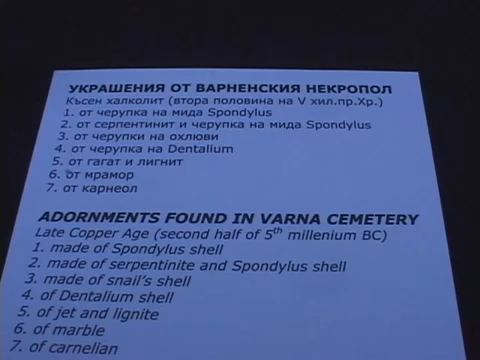 УКРАШЕНИЯ ОТ ВАРНЕНСКИЯ НЕКРОПОЛ
Късен халколит (втора половина на V хил.пр.Хр.)
1. от черупка на мида Spondylus
2. от серпентинит и черупка на мида Spondylus
3. от черупки на охлюви
4. от черупка на Dentalium
5. от гагат и лигнит
6. от мрамор
7. от карнеол
ADORNMENTS FOUND IN VARNA CEMETERY
Late Copper Age (second half of 5th millenium BC)
1. made of Spondylus shell
2. made of serpentinite and Spondylus shell
3. made of snail's shell
4. of Dentalium shell
5. of jet and lignite
6. of marble
7. of carnelian